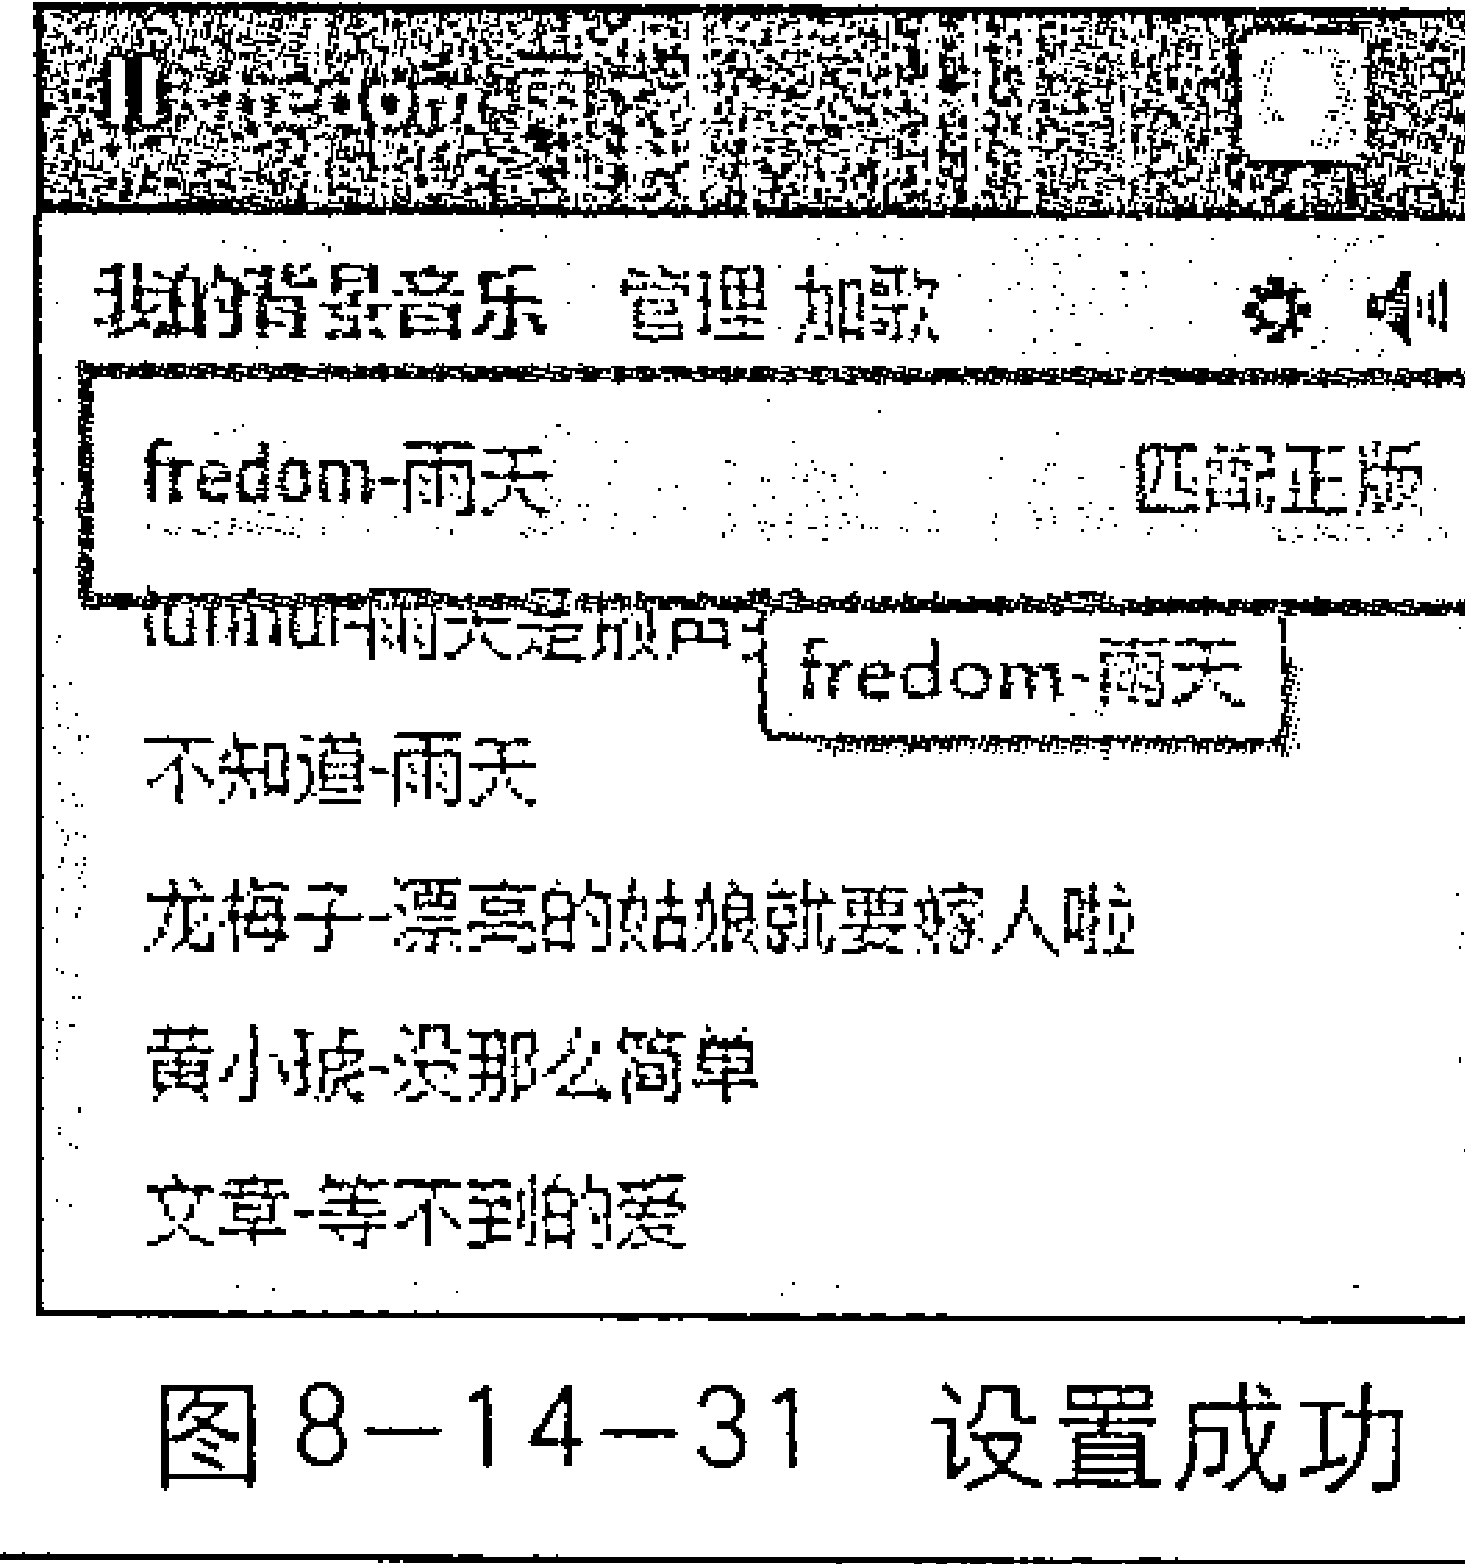 我的背景音乐 管理 加歌
fredom-雨天 匹配正版
fredom-雨天
不知道-雨天
龙梅子-漂亮的姑娘就要嫁人啦
黄小琥-没那么简单
文章-等不到的爱
图8-14-31 设置成功